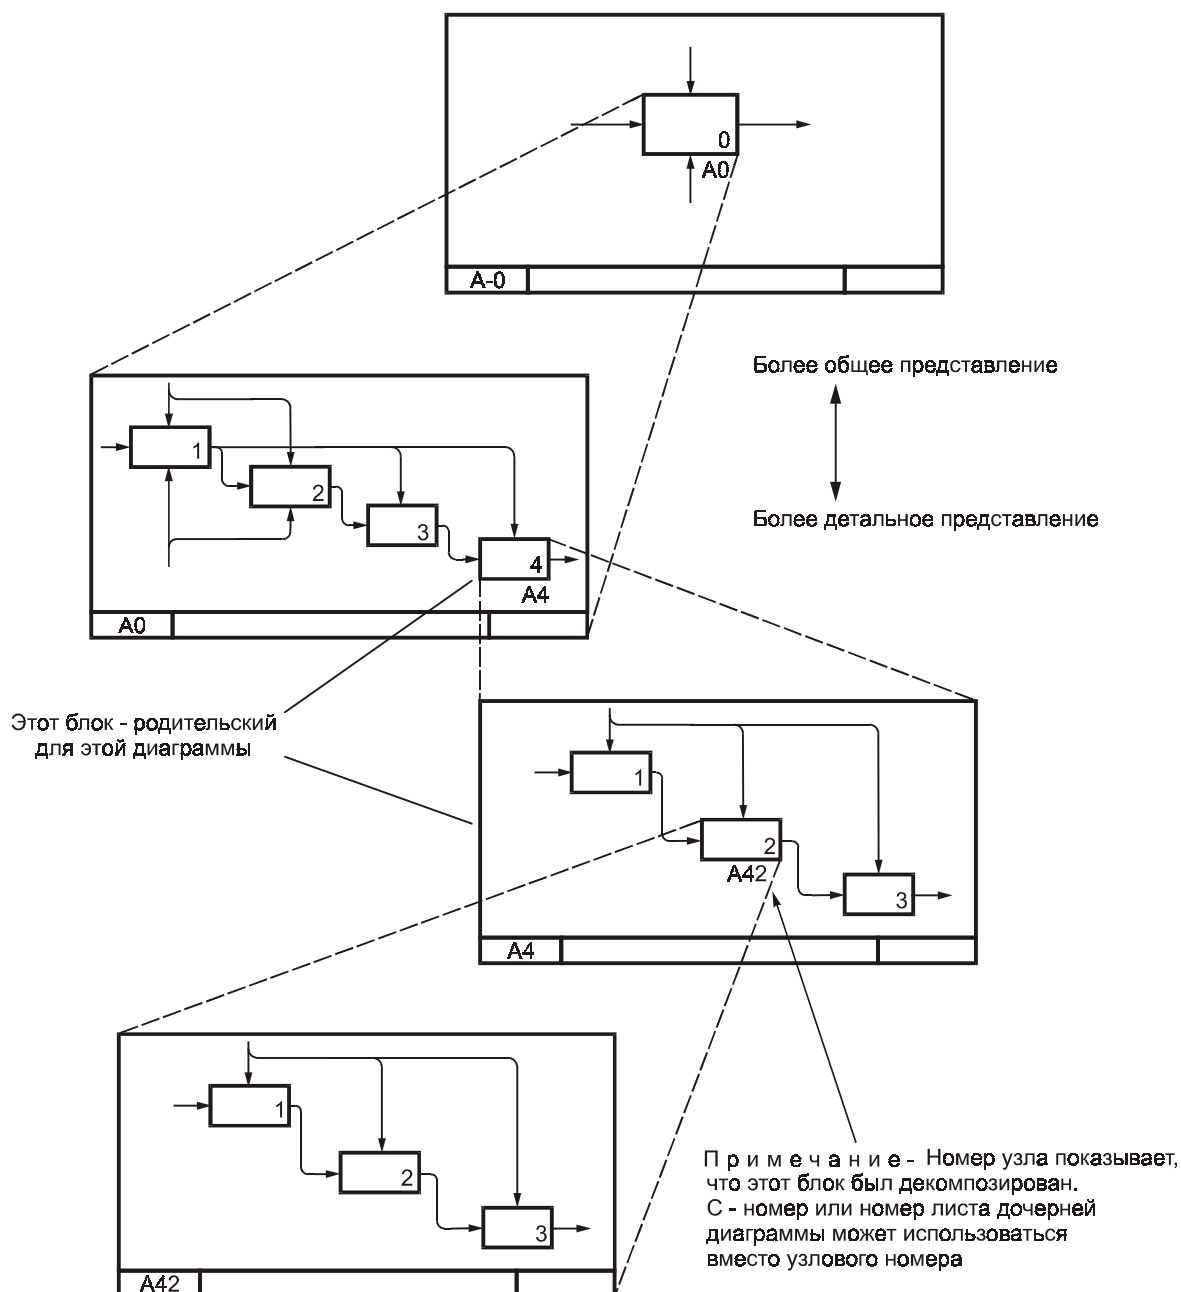 0
A0
A-0
Более общее представление
Более детальное представление
1
2
3
4
A4
A0
Этот блок - родительский
для этой диаграммы
1
2
A42
3
A4
1
2
3
A42
П р и м е ч а н и е - Номер узла показывает,
что этот блок был декомпозирован.
С - номер или номер листа дочерней
диаграммы может использоваться
вместо узлового номера